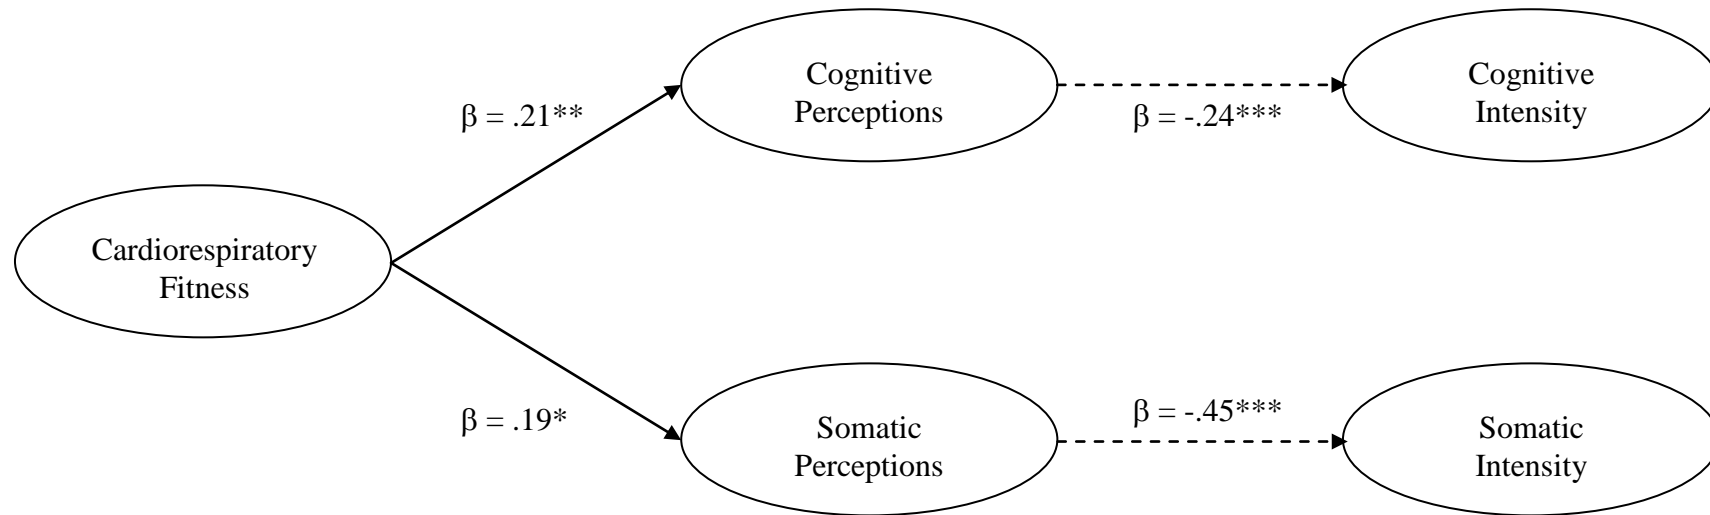 Cognitive
Perceptions
β = -.24***
Cognitive
Intensity
β = .21**
Cardiorespiratory
Fitness
β = .19*
Somatic
Perceptions
β = -.45***
Somatic
Intensity